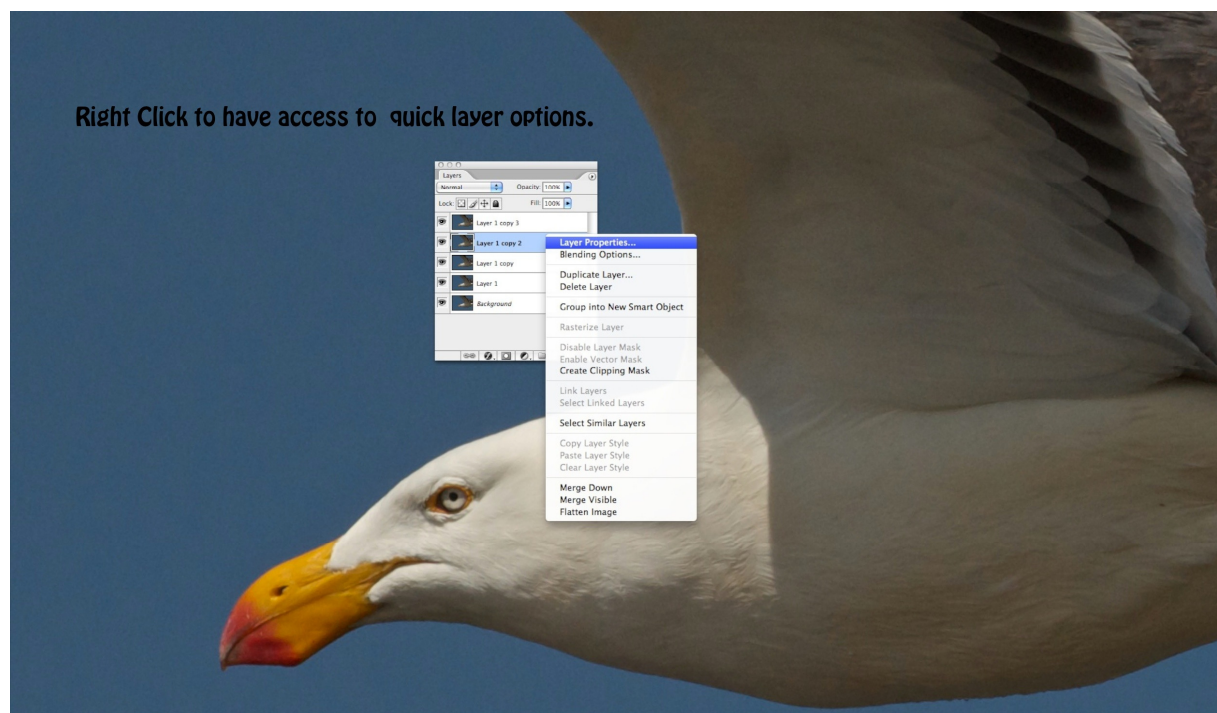 Right Click to have access to quick layer options.
Layers
Normal Opacity: 100%
Lock: Fill: 100%
Layer 1 copy 3
Layer 1 copy 2
Layer 1 copy
Layer 1
Background
Layer Properties...
Blending Options...
Duplicate Layer...
Delete Layer
Group into New Smart Object
Rasterize Layer
Disable Layer Mask
Enable Vector Mask
Create Clipping Mask
Link Layers
Select Linked Layers
Select Similar Layers
Copy Layer Style
Paste Layer Style
Clear Layer Style
Merge Down
Merge Visible
Flatten Image